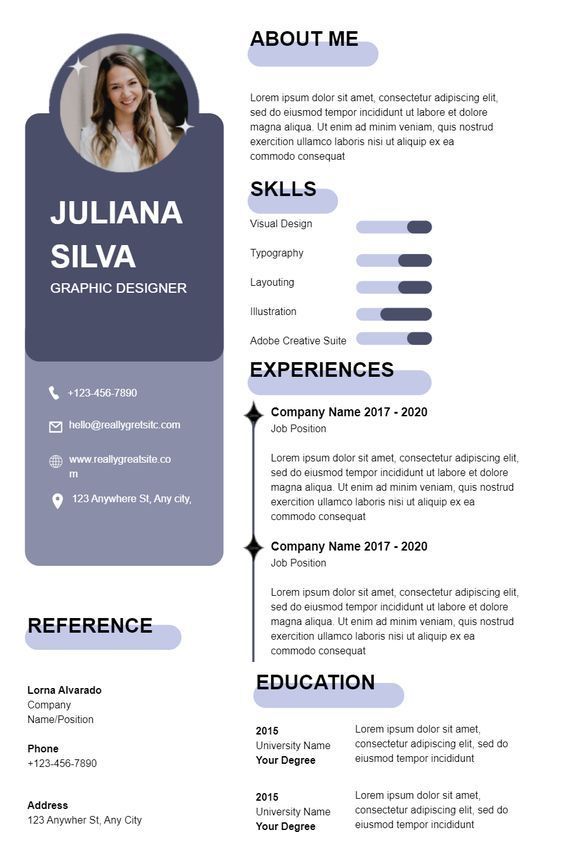 JULIANA
SILVA
GRAPHIC DESIGNER
+123-456-7890
hello@reallygretsitc.com
www.reallygreatsite.co
m
123 Anywhere St, Any city,
REFERENCE
Lorna Alvarado
Company
Name/Position
Phone
+123-456-7890
Address
123 Anywher St, Any City
ABOUT ME
Lorem ipsum dolor sit amet, consectetur adipiscing elit,
sed do eiusmod tempor incididunt ut labore et dolore
magna aliqua. Ut enim ad minim veniam, quis nostrud
exercition ullamco laboris nisi ut aliquip ex ea
commodo consequat
SKLLS
Visual Design
Typography
Layouting
Illustration
Adobe Creative Suite
EXPERIENCES
Company Name 2017 - 2020
Job Position
Lorem ipsum dolor sit amet, consectetur adipiscing elit,
sed do eiusmod tempor incididunt ut labore et dolore
magna aliqua. Ut enim ad minim veniam, quis nostrud
exercition ullamco laboris nisi ut aliquip ex ea
commodo consequat
Company Name 2017 - 2020
Job Position
Lorem ipsum dolor sit amet, consectetur adipiscing elit,
sed do eiusmod tempor incididunt ut labore et dolore
magna aliqua. Ut enim ad minim veniam, quis nostrud
exercition ullamco laboris nisi ut aliquip ex ea
commodo consequat
EDUCATION
2015
University Name
Your Degree
Lorem ipsum dolor sit amet,
consectetur adipiscing elit, sed do
eiusmod tempor incididunt
2015
University Name
Your Degree
Lorem ipsum dolor sit amet,
consectetur adipiscing elit, sed do
eiusmod tempor incididunt